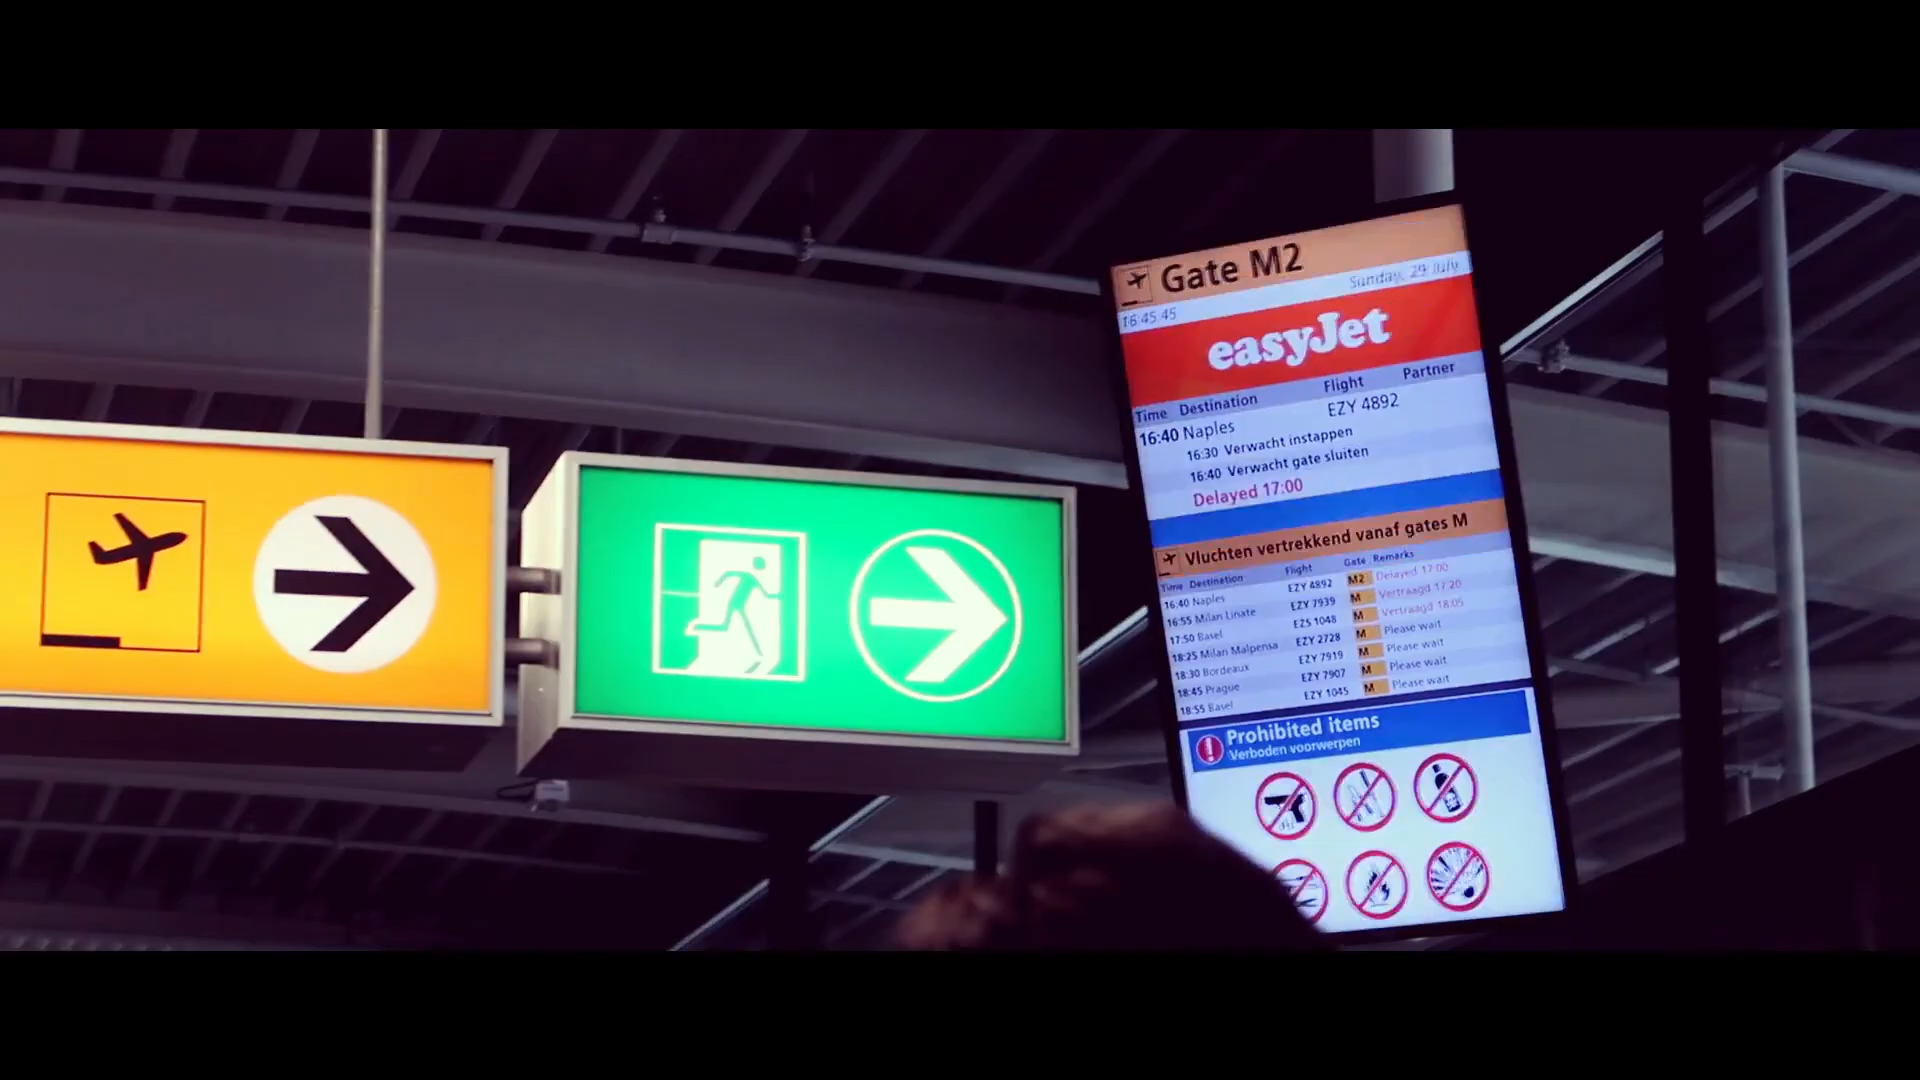 Gate M2
Sunday, 29 July
16:45:45
easyJet
Time Destination Flight Partner
16:40 Naples EZY 4892
16:30 Verwacht instappen
16:40 Verwacht gate sluiten
Delayed 17:00
Vluchten vertrekkend vanaf gates M
Time Destination Flight Gate Remarks
16:40 Naples EZY 4892 M2 Delayed 17:00
16:55 Milan Linate EZY 7939 M Vertraagd 17:20
17:50 Basel EZS 1048 M Vertraagd 18:05
18:25 Milan Malpensa EZY 2728 M Please wait
18:30 Bordeaux EZY 7919 M Please wait
18:45 Prague EZY 7907 M Please wait
18:55 Basel EZY 1045 M Please wait
Prohibited items
Verboden voorwerpen